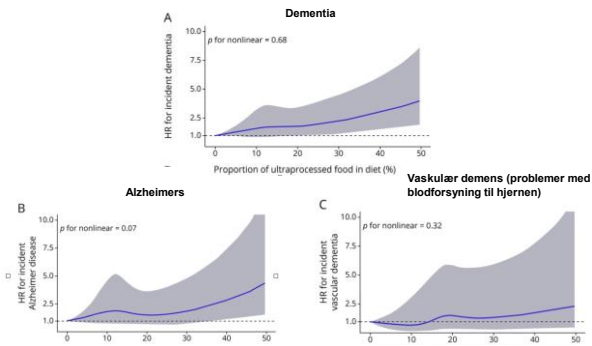 Dementia
A
p for nonlinear = 0.68
HR for incident dementia
10.0
7.5
5.0
2.5
1.0
0 10 20 30 40 50
Proportion of ultraprocessed food in diet (%)
Alzheimers
B
p for nonlinear = 0.07
HR for incident
Alzheimer disease
10.0
7.5
5.0
2.5
1.0
0 10 20 30 40 50
Vaskulær demens (problemer med
blodforsyning til hjernen)
C
p for nonlinear = 0.32
HR for incident
vascular dementia
10.0
7.5
5.0
2.5
1.0
0 10 20 30 40 50